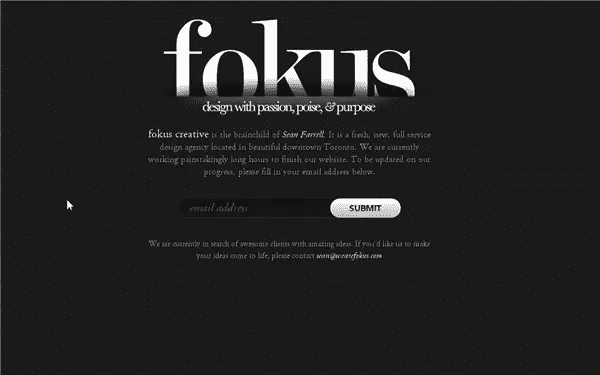 fokus
design with passion, poise, & purpose
fokus creative is the brainchild of Sean Farrell. It is a fresh, new, full service
design agency located in beautiful downtown Toronto. We are currently
working painstakingly long hours to finish our website. To be updated on our
progress, please fill in your email address below.
email address
SUBMIT
We are currently in search of awesome clients with amazing ideas. If you'd like us to make
your ideas come to life, please contact sean@wearefokus.com